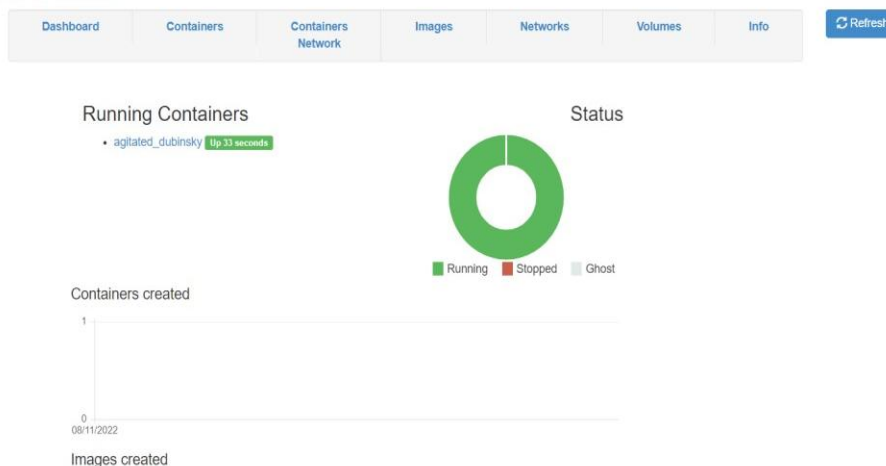 Dashboard
Containers
Containers
Network
Images
Networks
Volumes
Info
Refresh
Running Containers
agitated_dubinsky Up 33 seconds
Status
Running Stopped Ghost
Containers created
1
0
08/11/2022
Images created